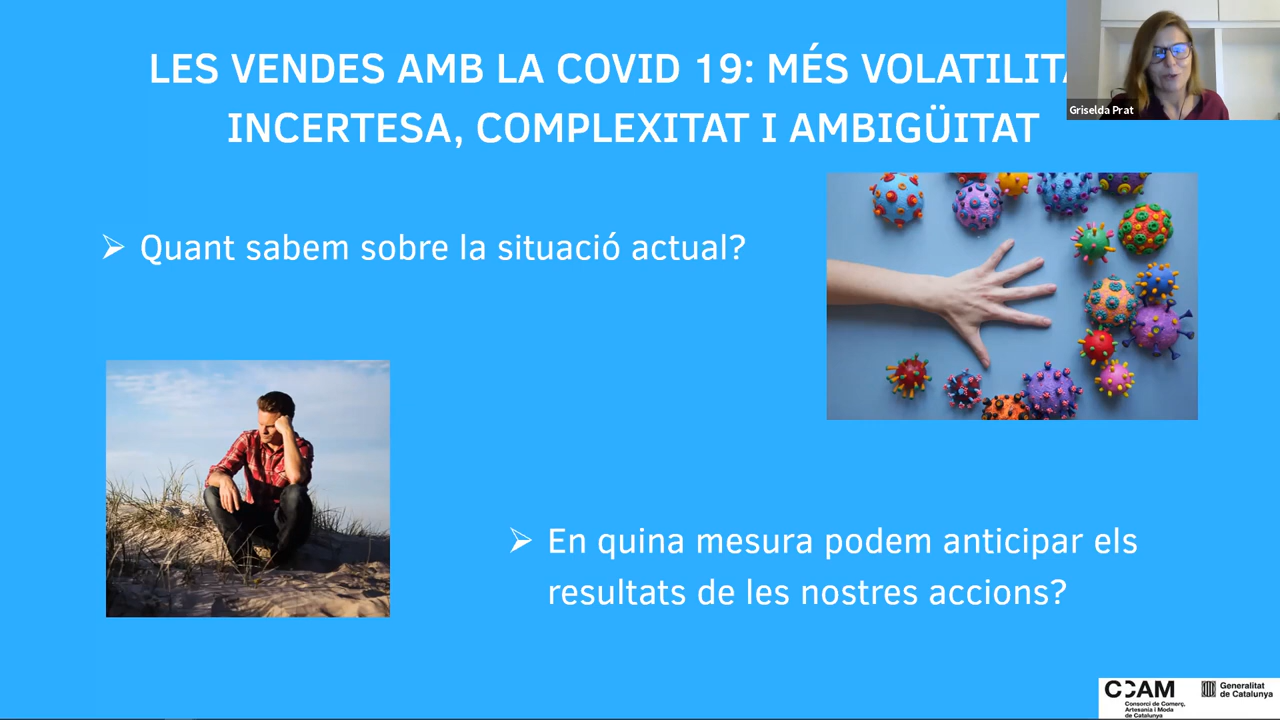 LES VENDES AMB LA COVID 19: MÉS VOLATILITA
INCERTESA, COMPLEXITAT I AMBIGÜITAT
Griselda Prat
Quant sabem sobre la situació actual?
En quina mesura podem anticipar els
resultats de les nostres accions?
CCAM
Consorci de Comerç,
Artesania i Moda
de Catalunya
Generalitat
de Catalunya